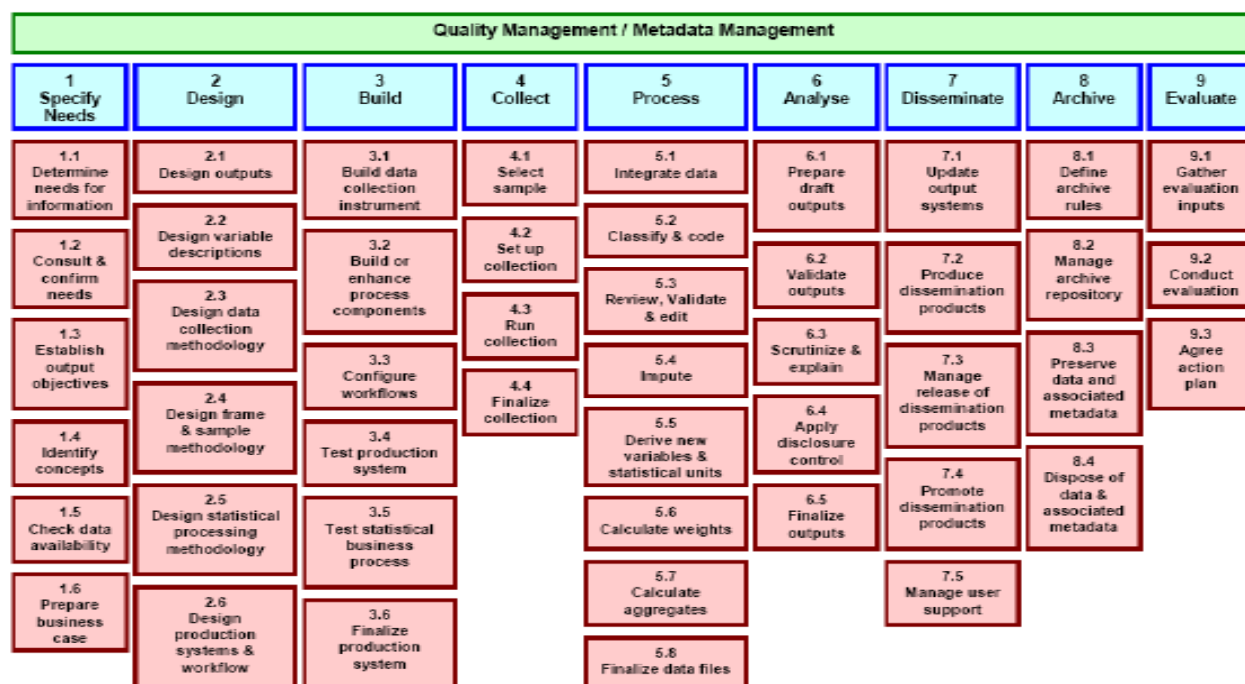 Quality Management / Metadata Management
1
Specify
Needs
2
Design
3
Build
4
Collect
5
Process
6
Analyse
7
Disseminate
8
Archive
9
Evaluate
1.1
Determine
needs for
information
1.2
Consult &
confirm
needs
1.3
Establish
output
objectives
1.4
Identify
concepts
1.5
Check data
availability
1.6
Prepare
business
case
2.1
Design outputs
2.2
Design variable
descriptions
2.3
Design data
collection
methodology
2.4
Design frame
& sample
methodology
2.5
Design statistical
processing
methodology
2.6
Design
production
systems &
workflow
3.1
Build data
collection
instrument
3.2
Build or
enhance
process
components
3.3
Configure
workflows
3.4
Test production
system
3.5
Test statistical
business
process
3.6
Finalize
production
system
4.1
Select
sample
4.2
Set up
collection
4.3
Run
collection
4.4
Finalize
collection
5.1
Integrate data
5.2
Classify & code
5.3
Review, Validate
& edit
5.4
Impute
5.5
Derive new
variables &
statistical units
5.6
Calculate weights
5.7
Calculate
aggregates
5.8
Finalize data files
6.1
Prepare
draft
outputs
6.2
Validate
outputs
6.3
Scrutinize &
explain
6.4
Apply
disclosure
control
6.5
Finalize
outputs
7.1
Update
output
systems
7.2
Produce
dissemination
products
7.3
Manage
release of
dissemination
products
7.4
Promote
dissemination
products
7.5
Manage user
support
8.1
Define
archive
rules
8.2
Manage
archive
repository
8.3
Preserve
data and
associated
metadata
8.4
Dispose of
data &
associated
metadata
9.1
Gather
evaluation
inputs
9.2
Conduct
evaluation
9.3
Agree
action
plan